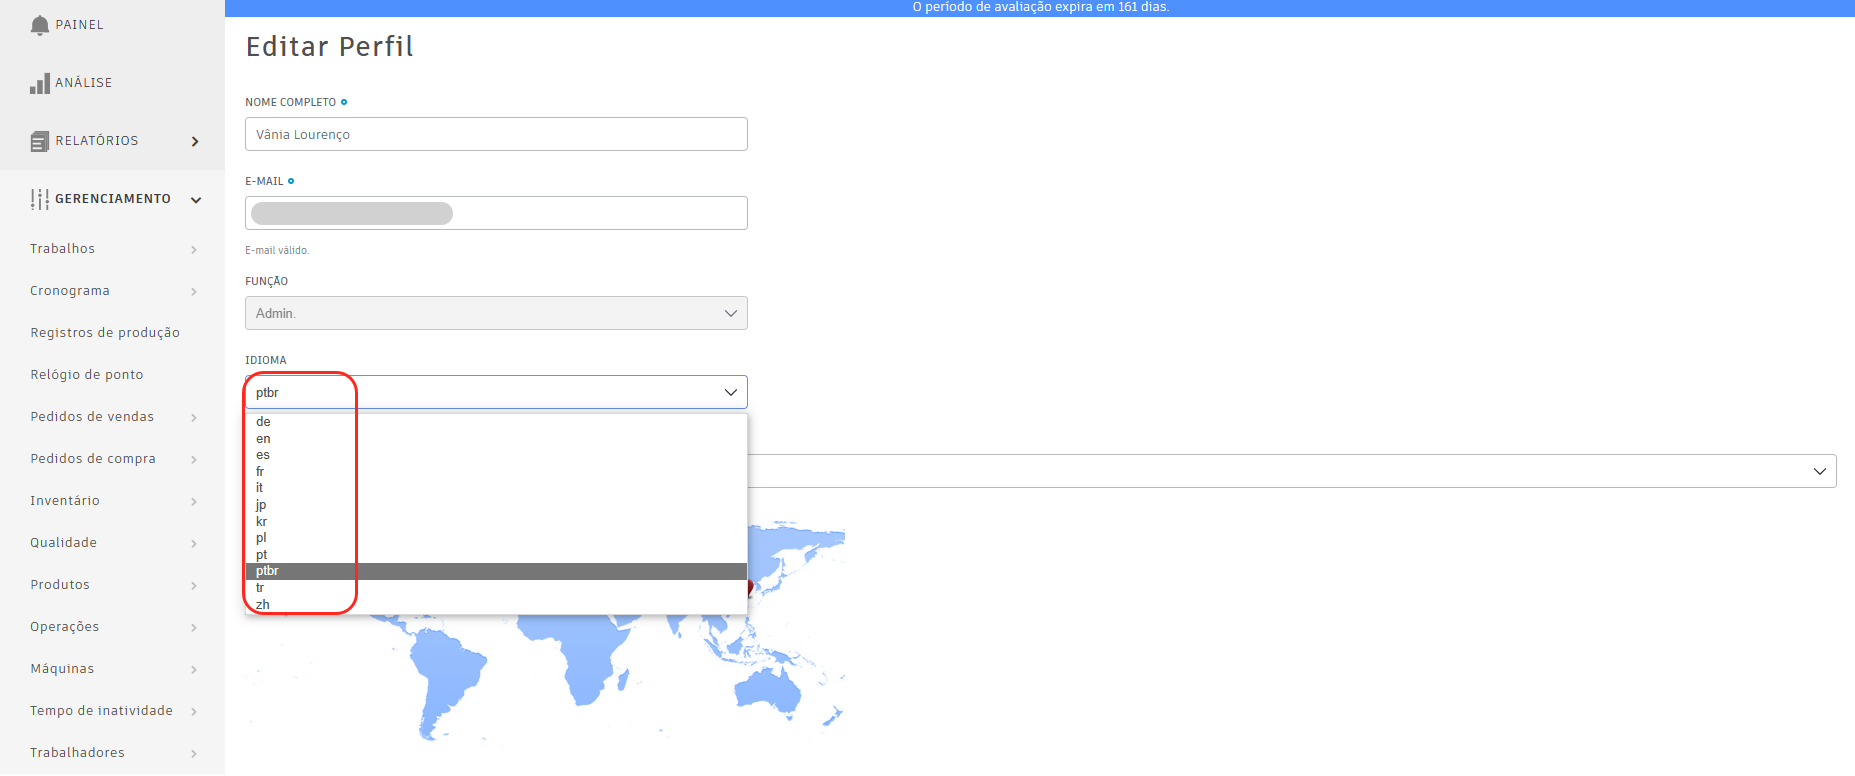 O período de avaliação expira em 161 dias.
PAINEL
ANÁLISE
RELATÓRIOS
GERENCIAMENTO
Trabalhos
Cronograma
Registros de produção
Relógio de ponto
Pedidos de vendas
Pedidos de compra
Inventário
Qualidade
Produtos
Operações
Máquinas
Tempo de inatividade
Trabalhadores
Editar Perfil
NOME COMPLETO
Vânia Lourenço
E-MAIL
E-mail válido.
FUNÇÃO
Admin.
IDIOMA
ptbr
de
en
es
fr
it
jp
kr
pl
pt
ptbr
tr
zh